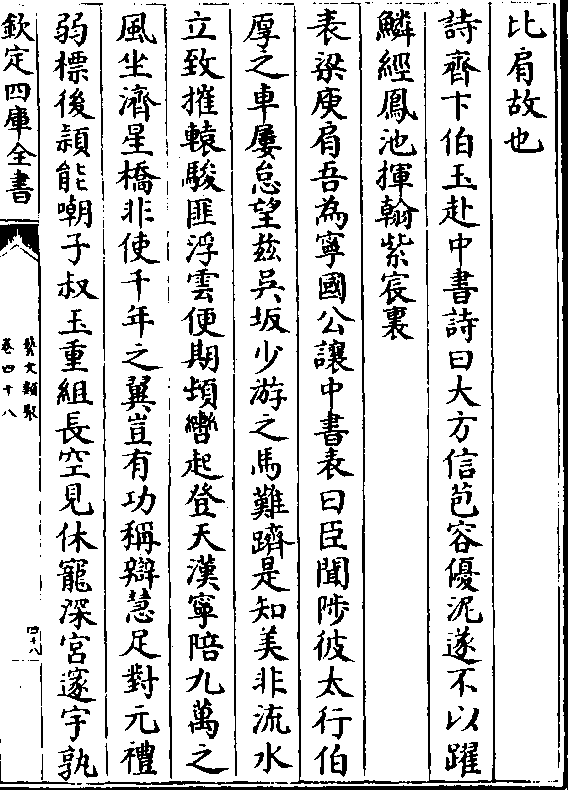 比肩故也
詩齊卞伯玉赴中書詩曰大方信苞容優泥遂不以躍
鱗經鳳池揮翰紫宸裏
表梁庾肩吾為寧國公讓中書表曰臣聞陟彼太行伯
厚之車屢怠望兹吳坂少游之馬難躋是知美非流水
立致摧轅駿匪浮雲便期頓轡起登天漢寧陪九萬之
風坐濟星橋非使千年之翼豈有功稱辯慧足對元禮
弱標後頴能嘲子叔玉重組長空見休寵深宮邃宇孰
欽定四庫全書
藝文類聚
卷四十八
四十八